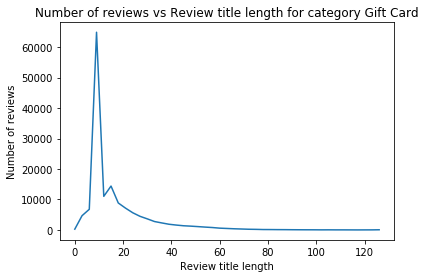 Number of reviews vs Review title length for category Gift Card
60000
50000
40000
30000
20000
10000
0
Number of reviews
0 20 40 60 80 100 120
Review title length